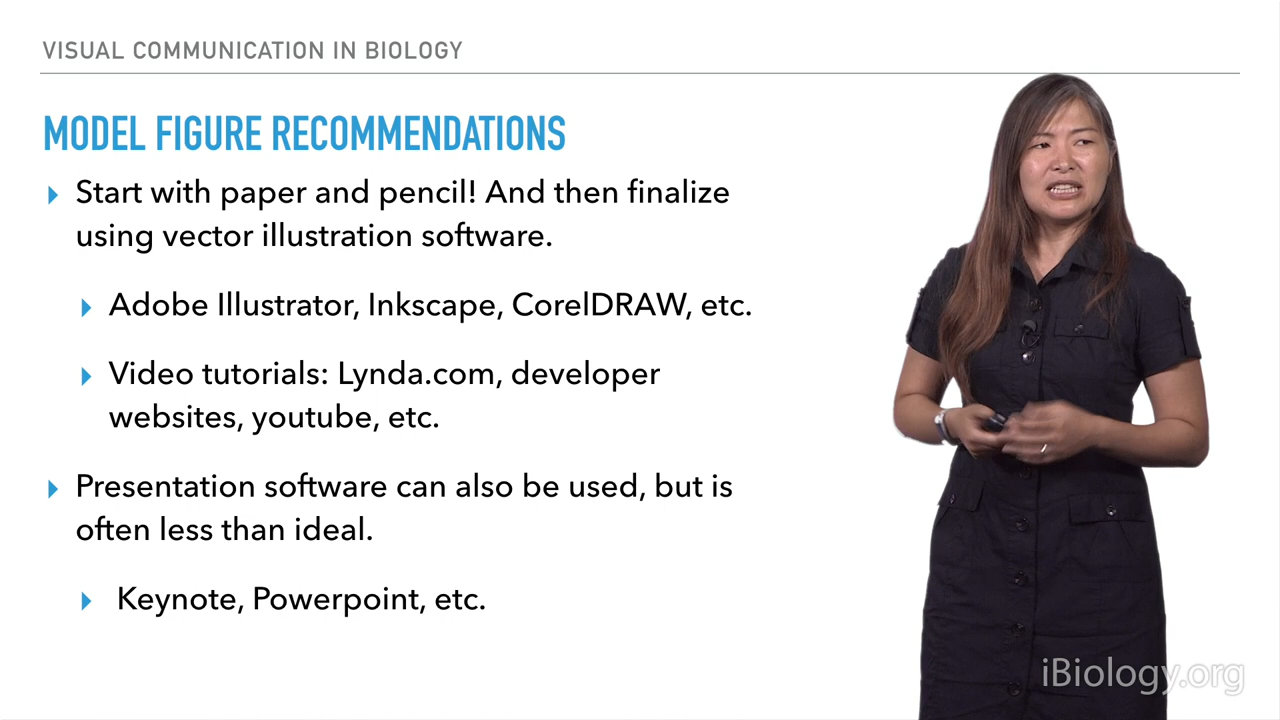 VISUAL COMMUNICATION IN BIOLOGY
MODEL FIGURE RECOMMENDATIONS
Start with paper and pencil! And then finalize
using vector illustration software.
Adobe Illustrator, Inkscape, CorelDRAW, etc.
Video tutorials: Lynda.com, developer
websites, youtube, etc.
Presentation software can also be used, but is
often less than ideal.
Keynote, Powerpoint, etc.
iBiology.org